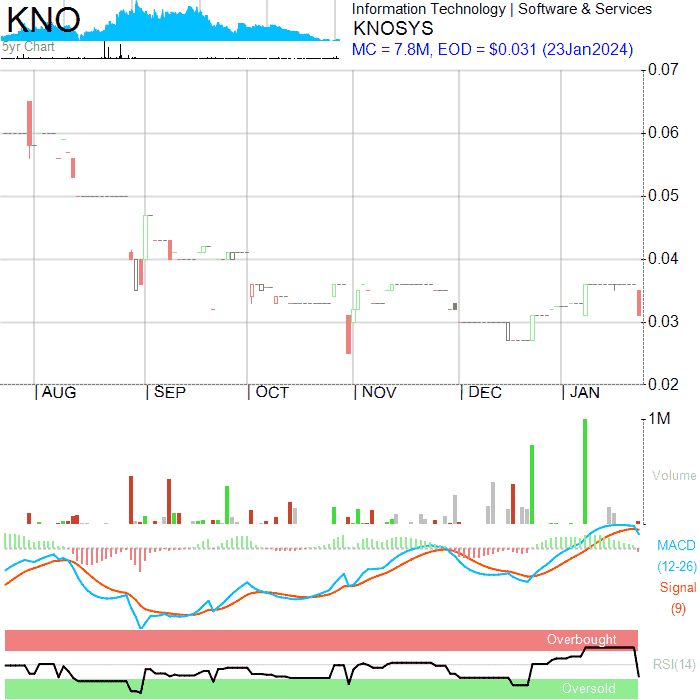 KNO
Information Technology | Software & Services
KNOSYS
5yr Chart
MC = 7.8M, EOD = $0.031 (23Jan2024)
0.07
0.06
0.05
0.04
0.03
0.02
AUG SEP OCT NOV DEC JAN
1M
Volume
MACD
(12-26)
Signal
(9)
Overbought
RSI(14)
Oversold